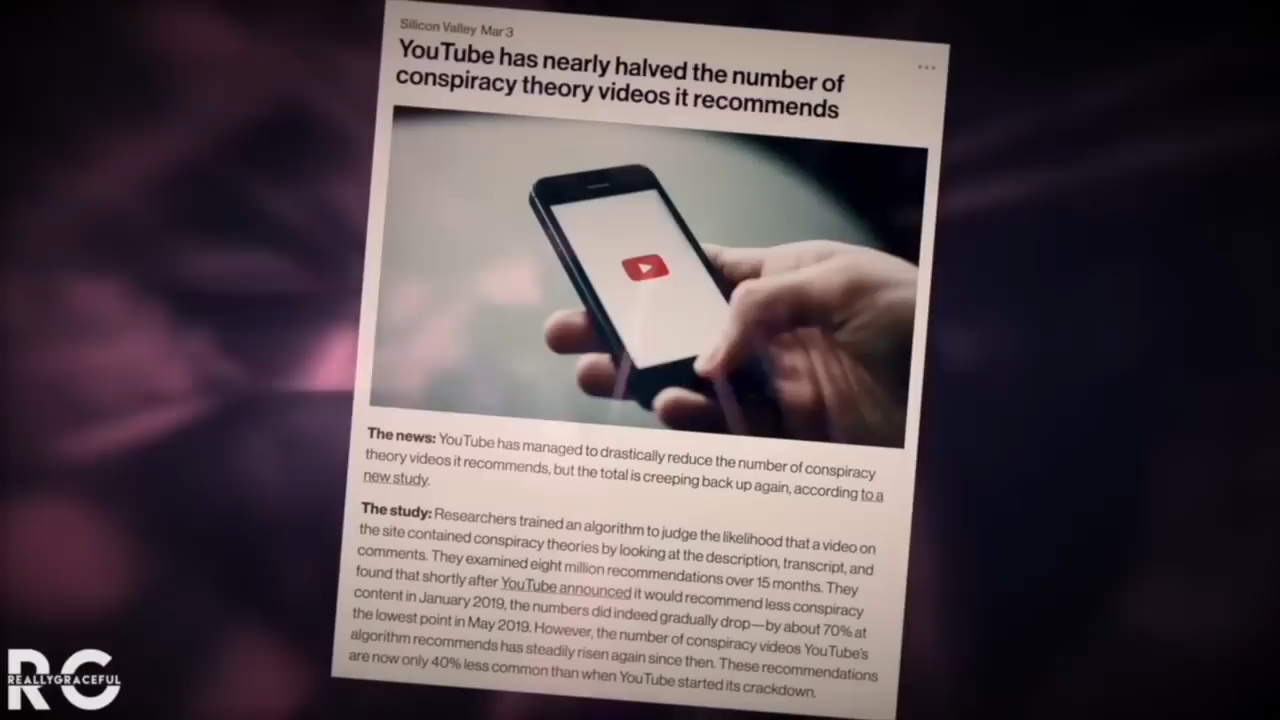 Silicon Valley Mar 3
YouTube has nearly halved the number of
conspiracy theory videos it recommends
The news: YouTube has managed to drastically reduce the number of conspiracy
theory videos it recommends, but the total is creeping back up again, according to a
new study.
The study: Researchers trained an algorithm to judge the likelihood that a video on
the site contained conspiracy theories by looking at the description, transcript, and
comments. They examined eight million recommendations over 15 months. They
found that shortly after YouTube announced it would recommend less conspiracy
content in January 2019, the numbers did indeed gradually drop—by about 70% at
the lowest point in May 2019. However, the number of conspiracy videos YouTube's
algorithm recommends has steadily risen again since then. These recommendations
are now only 40% less common than when YouTube started its crackdown.
RG
REALLYGRACEFUL